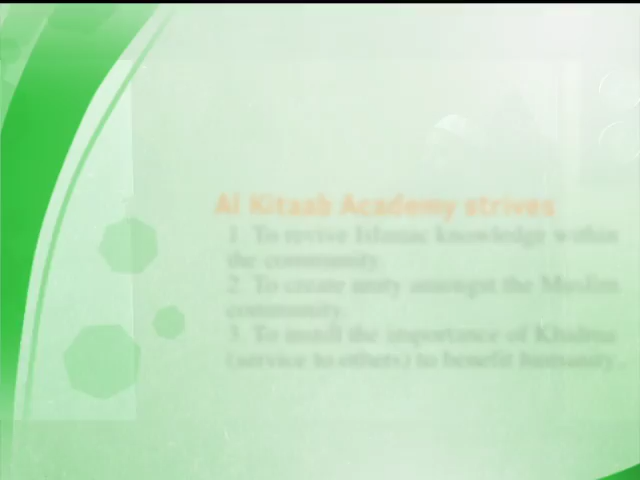 Al Kitaab Academy strives
1. To revive Islamic knowledge within
the community.
2. To create unity amongst the Muslim
community.
3. To instill the importance of Khidma
(service to others) to benefit humanity.